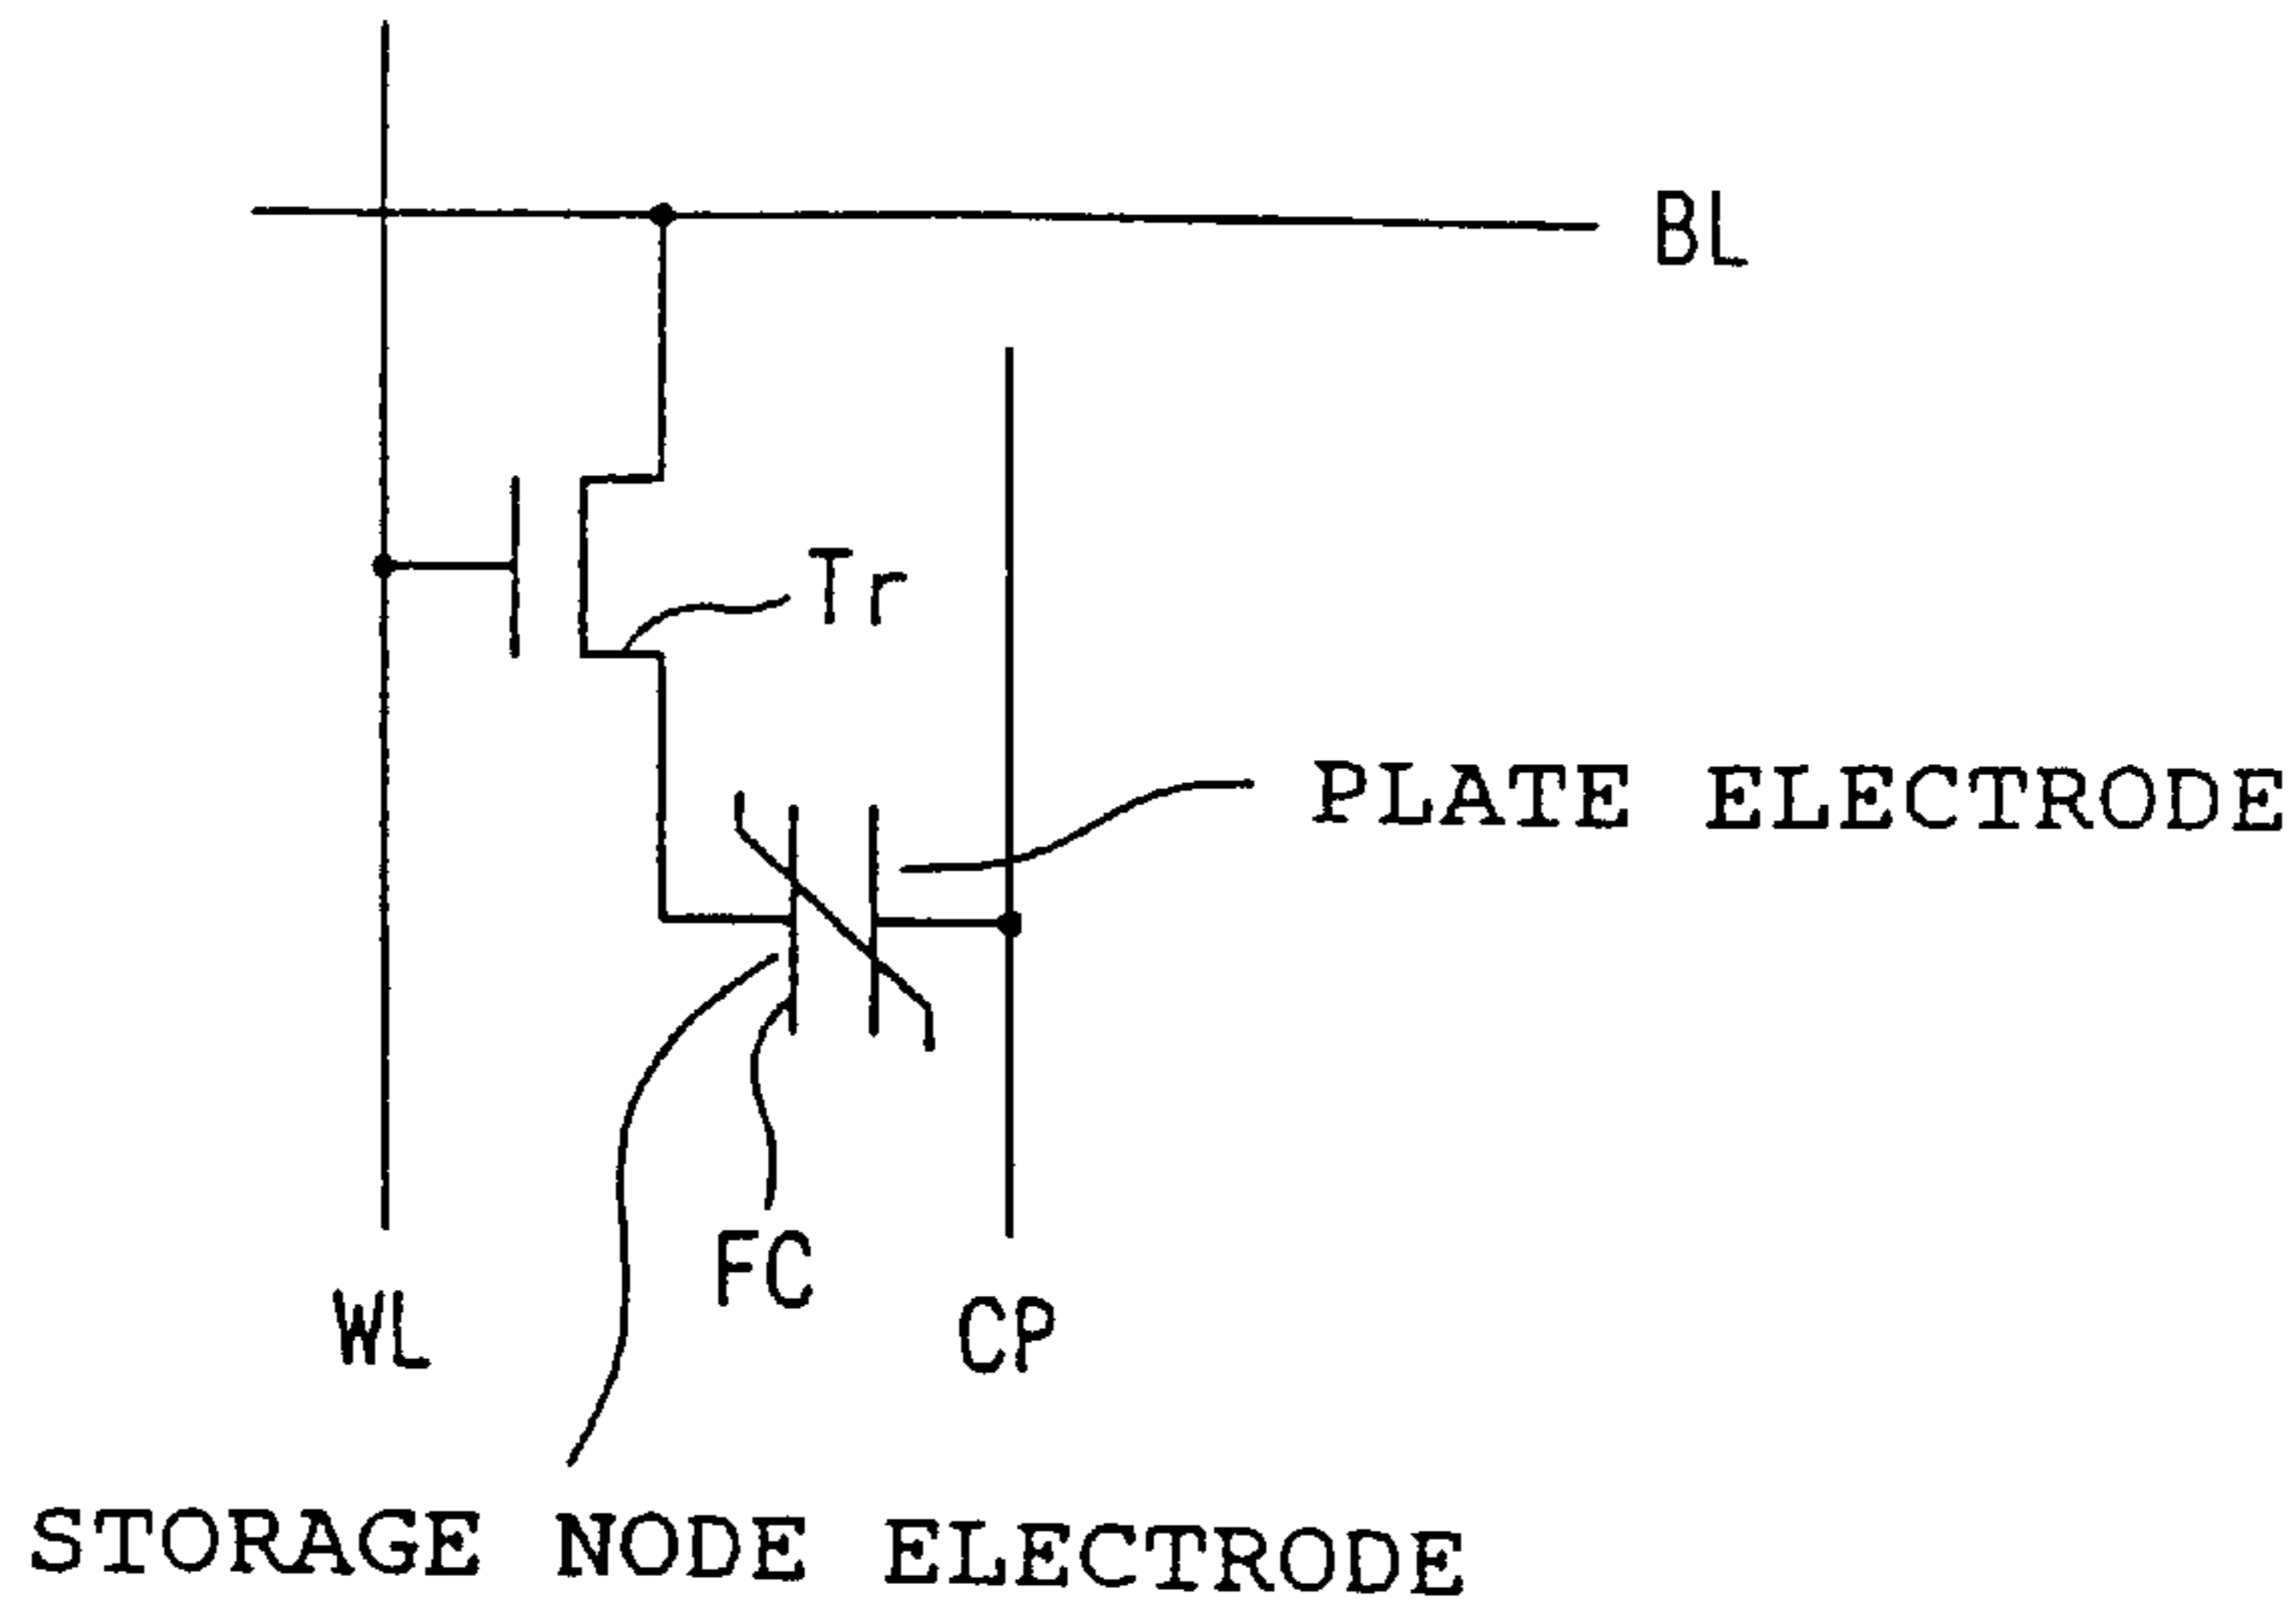 BL
Tr
PLATE ELECTRODE
FC
WL
CP
STORAGE NODE ELECTRODE